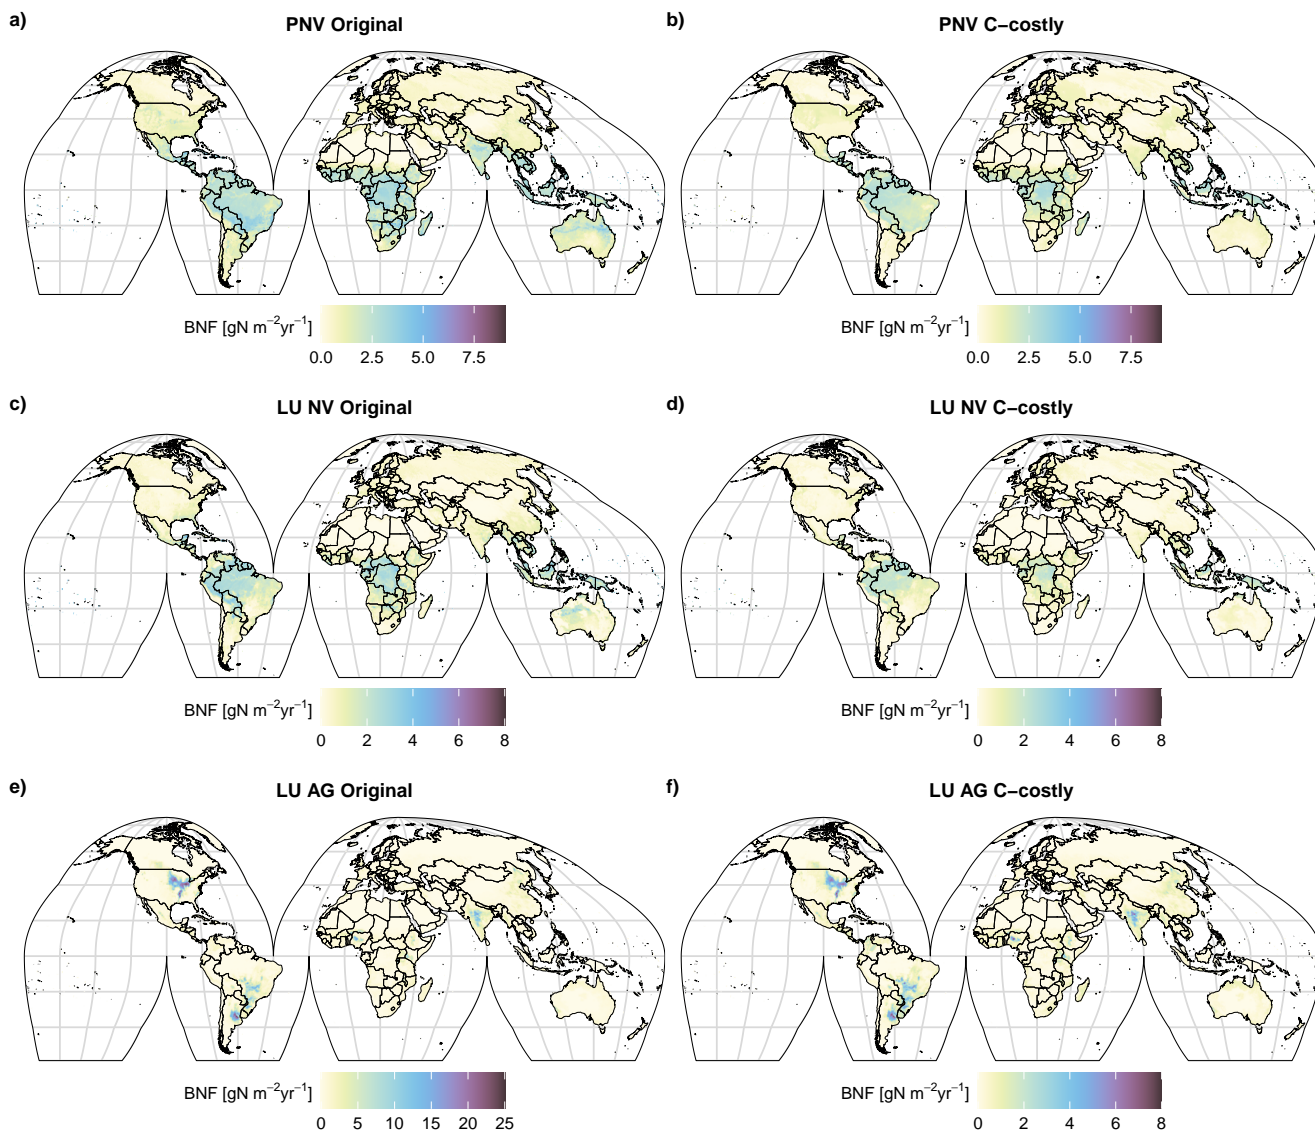 a)
PNV Original
BNF [gN m⁻²yr⁻¹]
0.0 2.5 5.0 7.5
b)
PNV C−costly
BNF [gN m⁻²yr⁻¹]
0.0 2.5 5.0 7.5
c)
LU NV Original
BNF [gN m⁻²yr⁻¹]
0 2 4 6 8
d)
LU NV C−costly
BNF [gN m⁻²yr⁻¹]
0 2 4 6 8
e)
LU AG Original
BNF [gN m⁻²yr⁻¹]
0 5 10 15 20 25
f)
LU AG C−costly
BNF [gN m⁻²yr⁻¹]
0 2 4 6 8